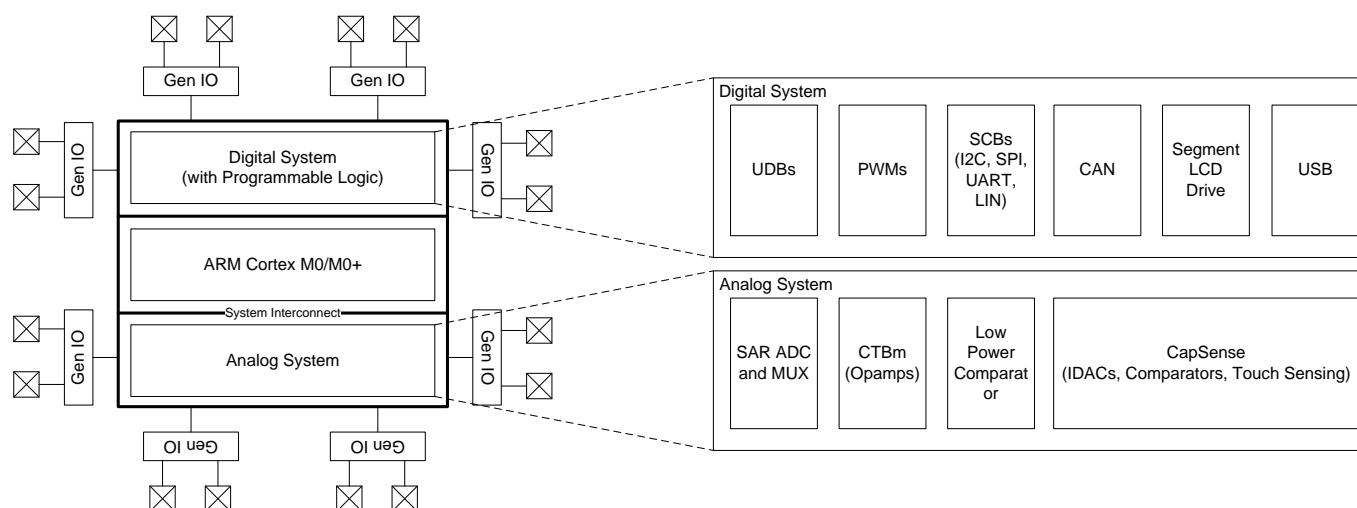 Gen IO
Gen IO
Gen IO
Gen IO
Digital System
(with Programmable Logic)
ARM Cortex M0/M0+
System Interconnect
Gen IO
Gen IO
Analog System
Gen IO
Gen IO
Digital System
UDBs
PWMs
SCBs
(I2C, SPI,
UART,
LIN)
CAN
Segment
LCD
Drive
USB
Analog System
SAR ADC
and MUX
CTBm
(Opamps)
Low
Power
Comparat
or
CapSense
(IDACs, Comparators, Touch Sensing)